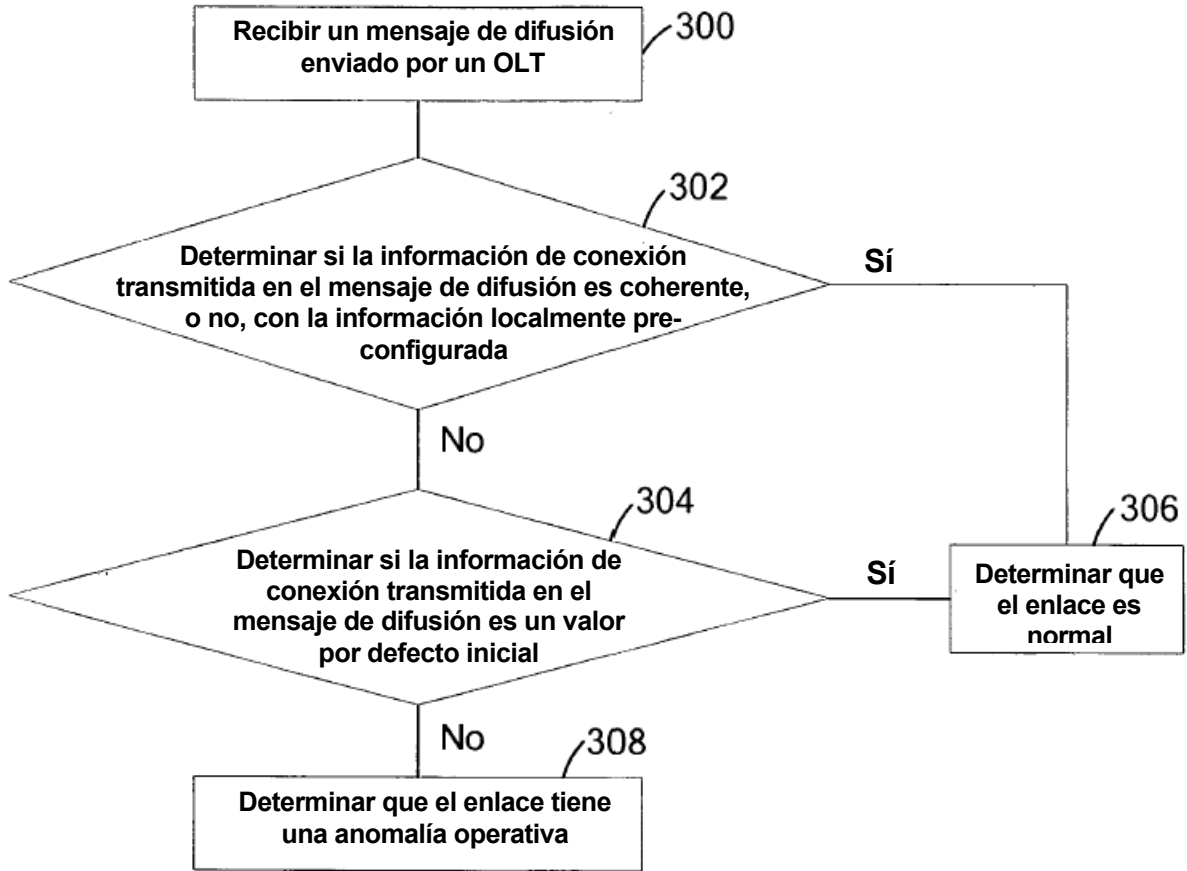 Recibir un mensaje de difusión
enviado por un OLT
300
302
Determinar si la información de conexión
transmitida en el mensaje de difusión es coherente,
o no, con la información localmente pre-
configurada
Sí
No
304
Determinar si la información de
conexión transmitida en el
mensaje de difusión es un valor
por defecto inicial
Sí
306
Determinar que
el enlace es
normal
No
308
Determinar que el enlace tiene
una anomalía operativa